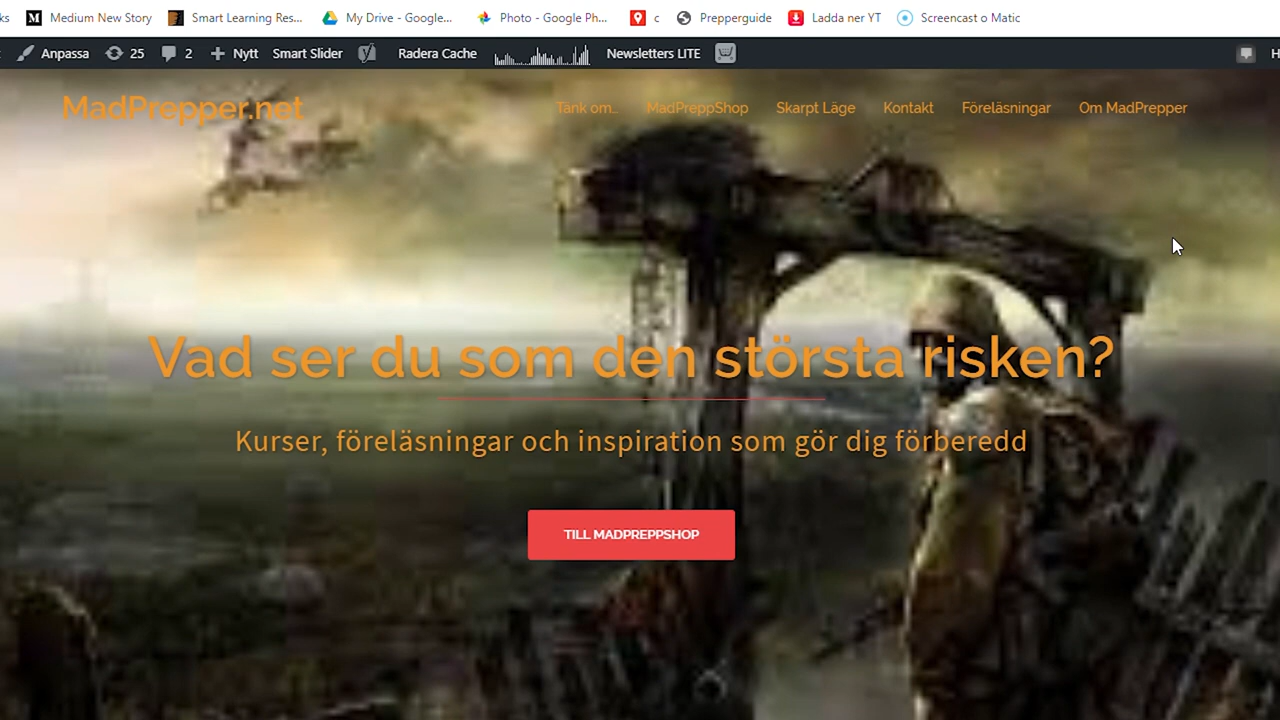 Medium New Story Smart Learning Res... My Drive - Google... Photo - Google Ph... c Prepperguide Ladda ner YT Screencast o Matic
Anpassa 25 2 Nytt Smart Slider Radera Cache Newsletters LITE
MadPrepper.net Tänk om.. MadPreppShop Skarpt Läge Kontakt Föreläsningar Om MadPrepper
Vad ser du som den största risken?
Kurser, föreläsningar och inspiration som gör dig förberedd
TILL MADPREPPSHOP